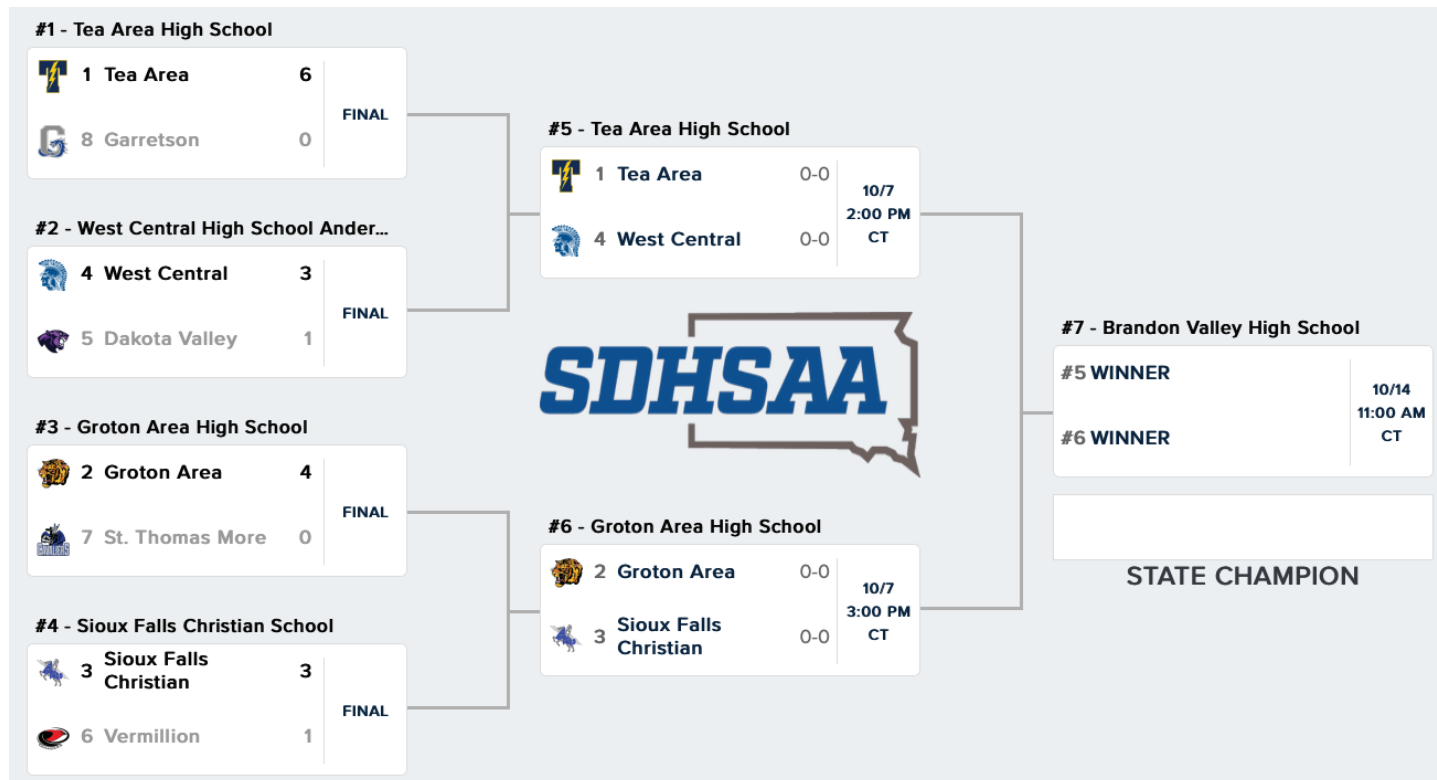 #1 - Tea Area High School
1 Tea Area 6
8 Garretson 0
FINAL
#2 - West Central High School Ander...
4 West Central 3
5 Dakota Valley 1
FINAL
#3 - Groton Area High School
2 Groton Area 4
7 St. Thomas More 0
FINAL
#4 - Sioux Falls Christian School
3 Sioux Falls
Christian 3
6 Vermillion 1
FINAL
#5 - Tea Area High School
1 Tea Area 0-0
4 West Central 0-0
10/7
2:00 PM
CT
SDHSAA
#6 - Groton Area High School
2 Groton Area 0-0
3 Sioux Falls
Christian 0-0
10/7
3:00 PM
CT
#7 - Brandon Valley High School
#5 WINNER
#6 WINNER
10/14
11:00 AM
CT
STATE CHAMPION